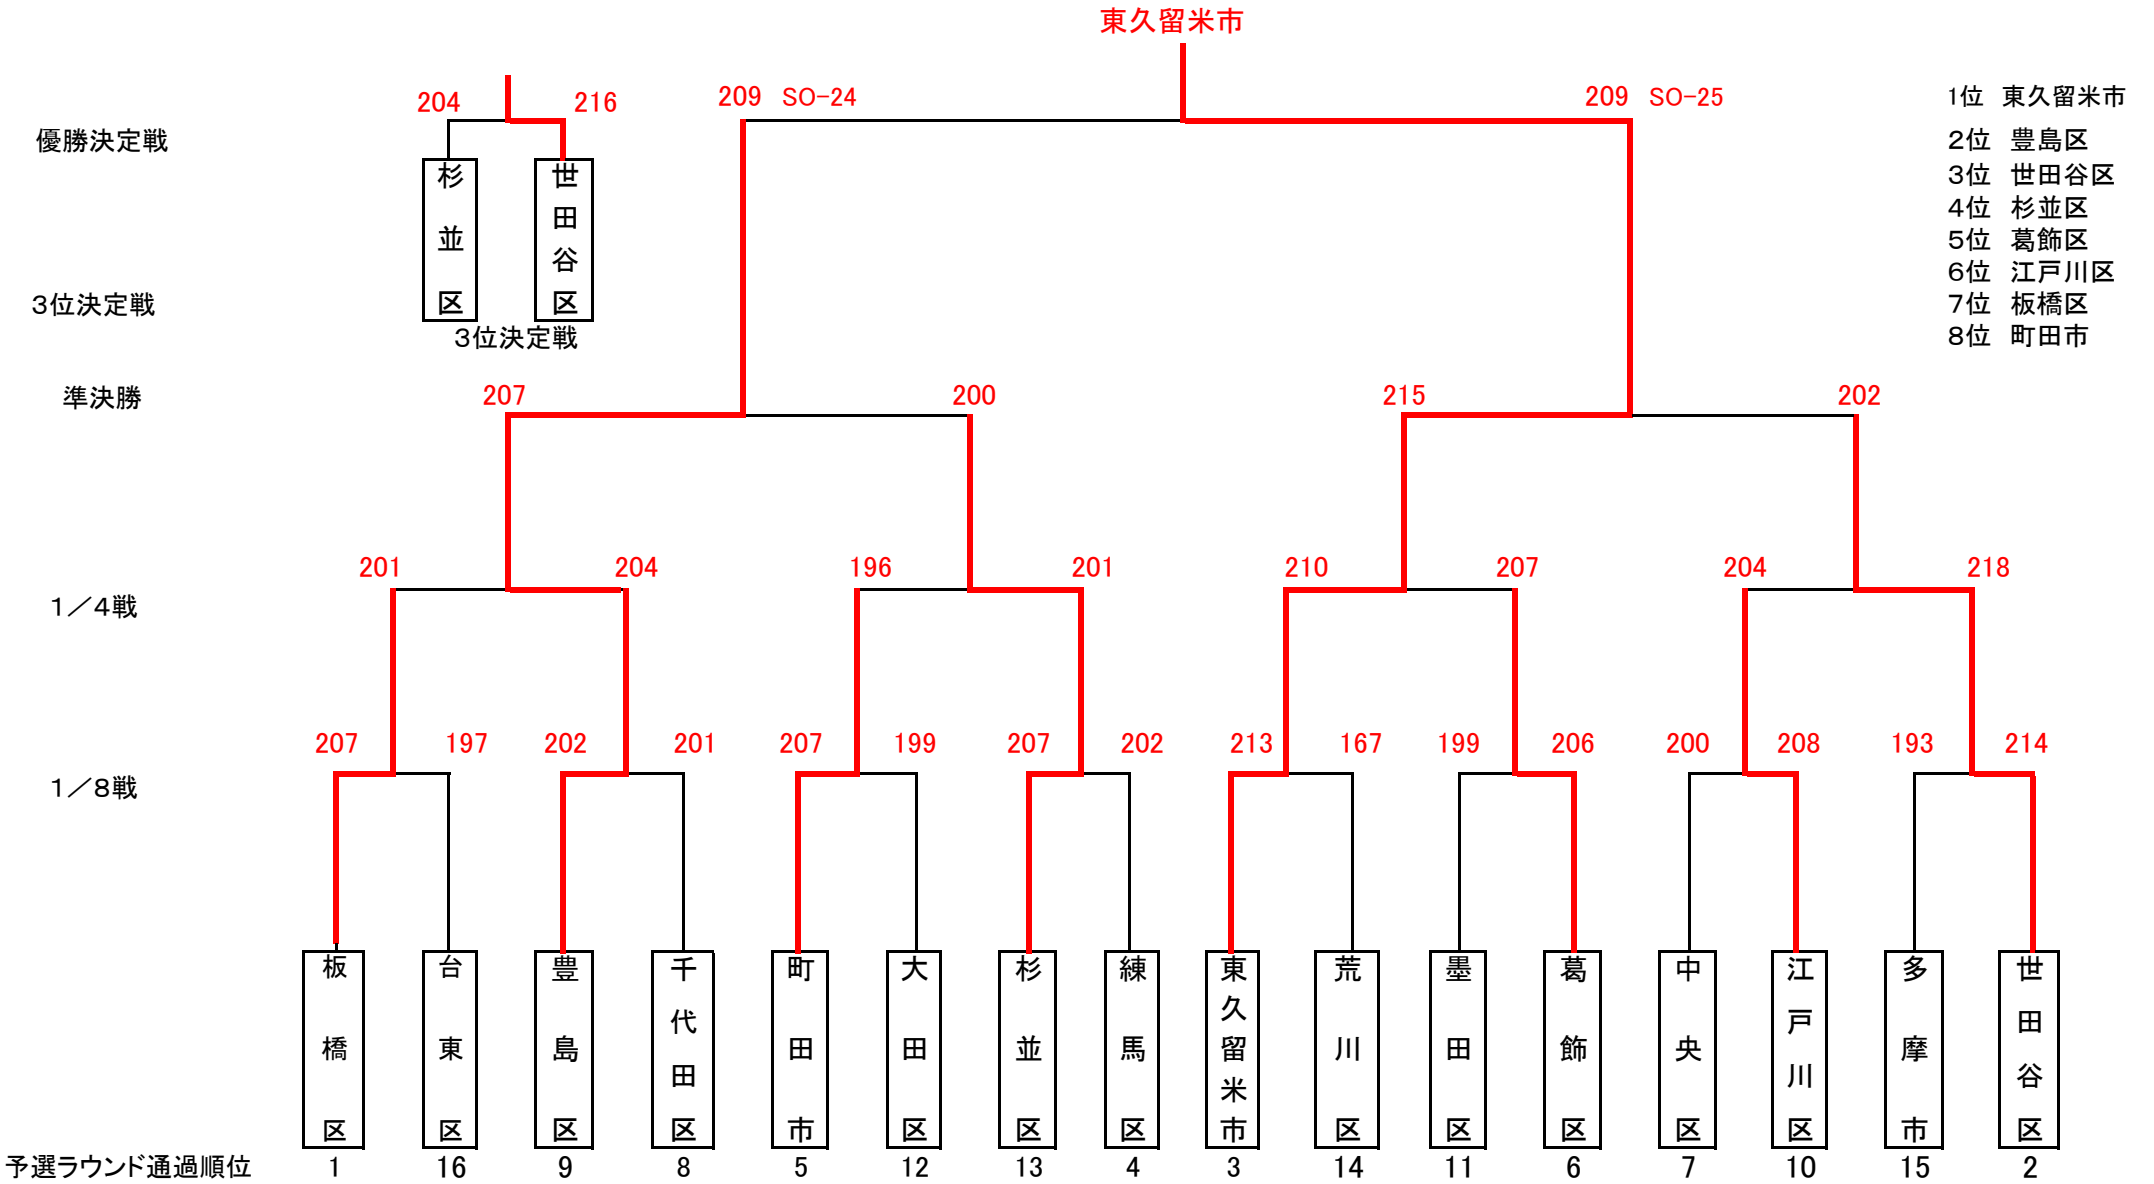 東久留米市
204 216 209 SO-24 209 SO-25 1位 東久留米市
優勝決定戦 2位 豊島区
杉並区 世田谷区 3位 世田谷区
4位 杉並区
5位 葛飾区
6位 江戸川区
3位決定戦 7位 板橋区
3位決定戦 8位 町田市
準決勝 207 200 215 202
201 204 196 201 210 207 204 218
1/4戦
207 197 202 201 207 199 207 202 213 167 199 206 200 208 193 214
1/8戦
板橋区 台東区 豊島区 千代田区 町田市 大田区 杉並区 練馬区 東久留米市 荒川区 墨田区 葛飾区 中央区 江戸川区 多摩市 世田谷区
予選ラウンド通過順位 1 16 9 8 5 12 13 4 3 14 11 6 7 10 15 2